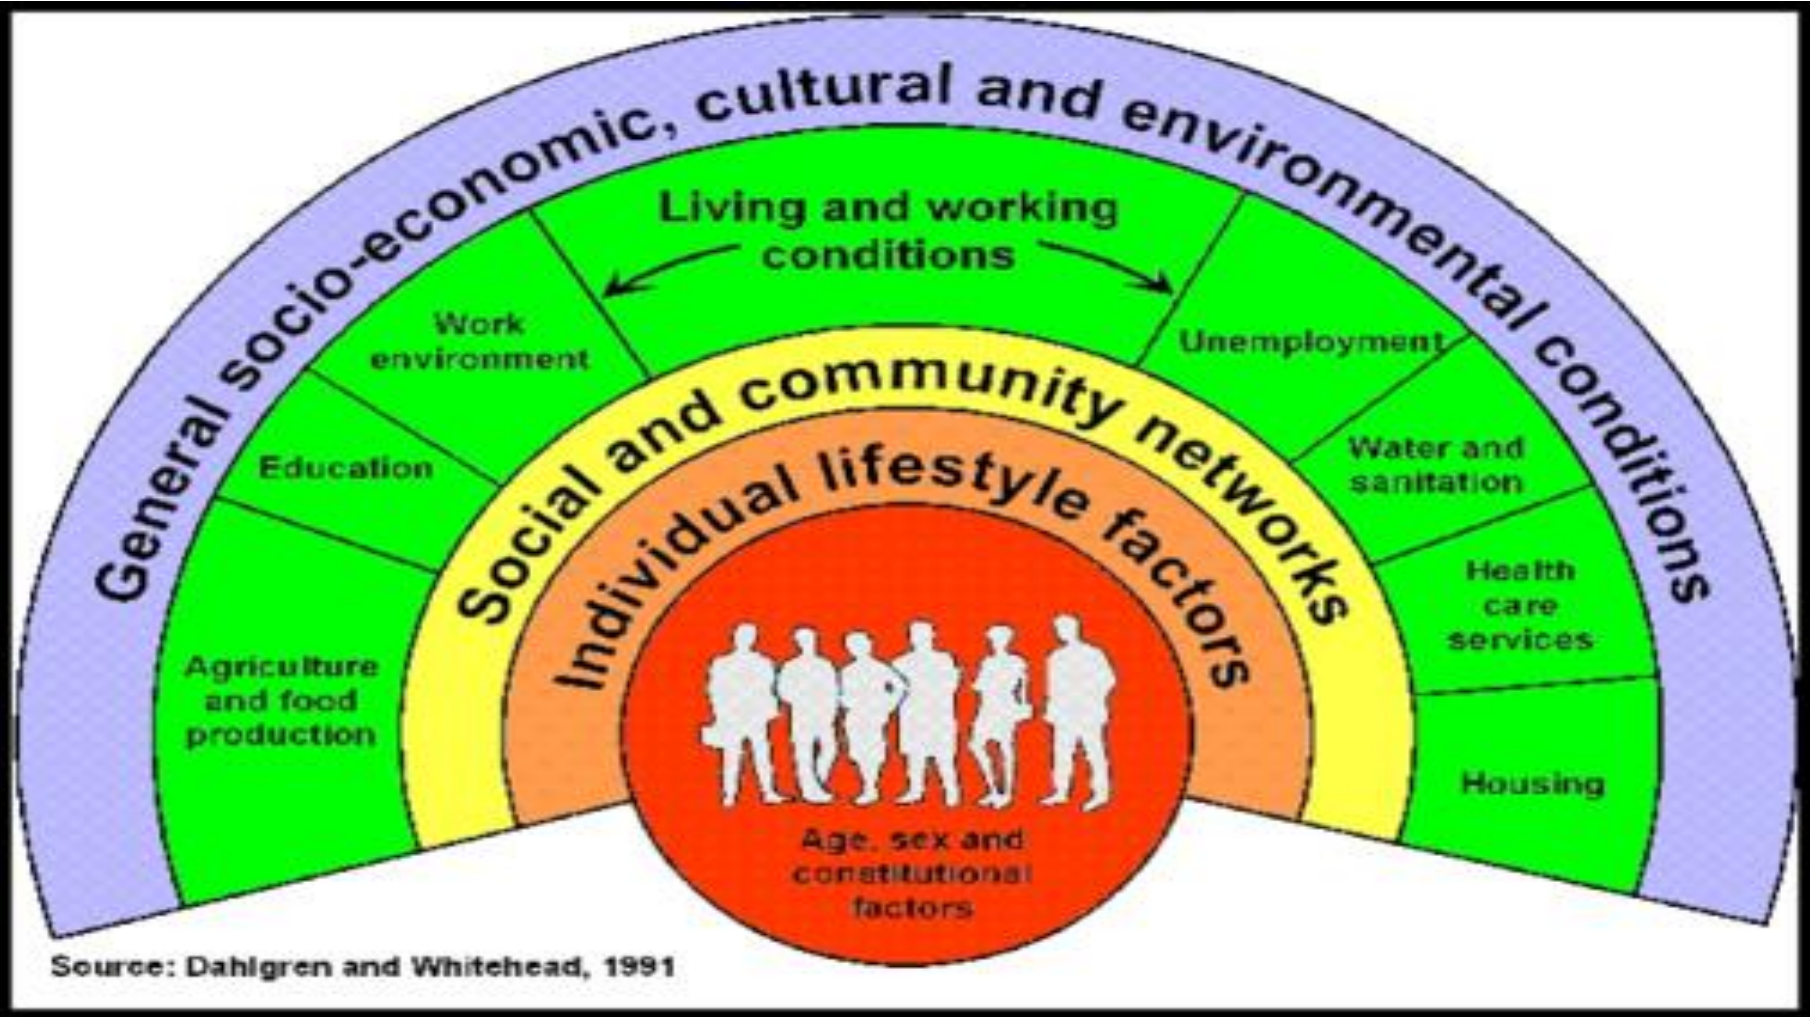 General socio-economic, cultural and environmental conditions
Living and working
conditions
Work
environment
Unemployment
Education
Water and
sanitation
Agriculture
and food
production
Health
care
services
Housing
Social and community networks
Individual lifestyle factors
Age, sex and
constitutional
factors
Source: Dahlgren and Whitehead, 1991